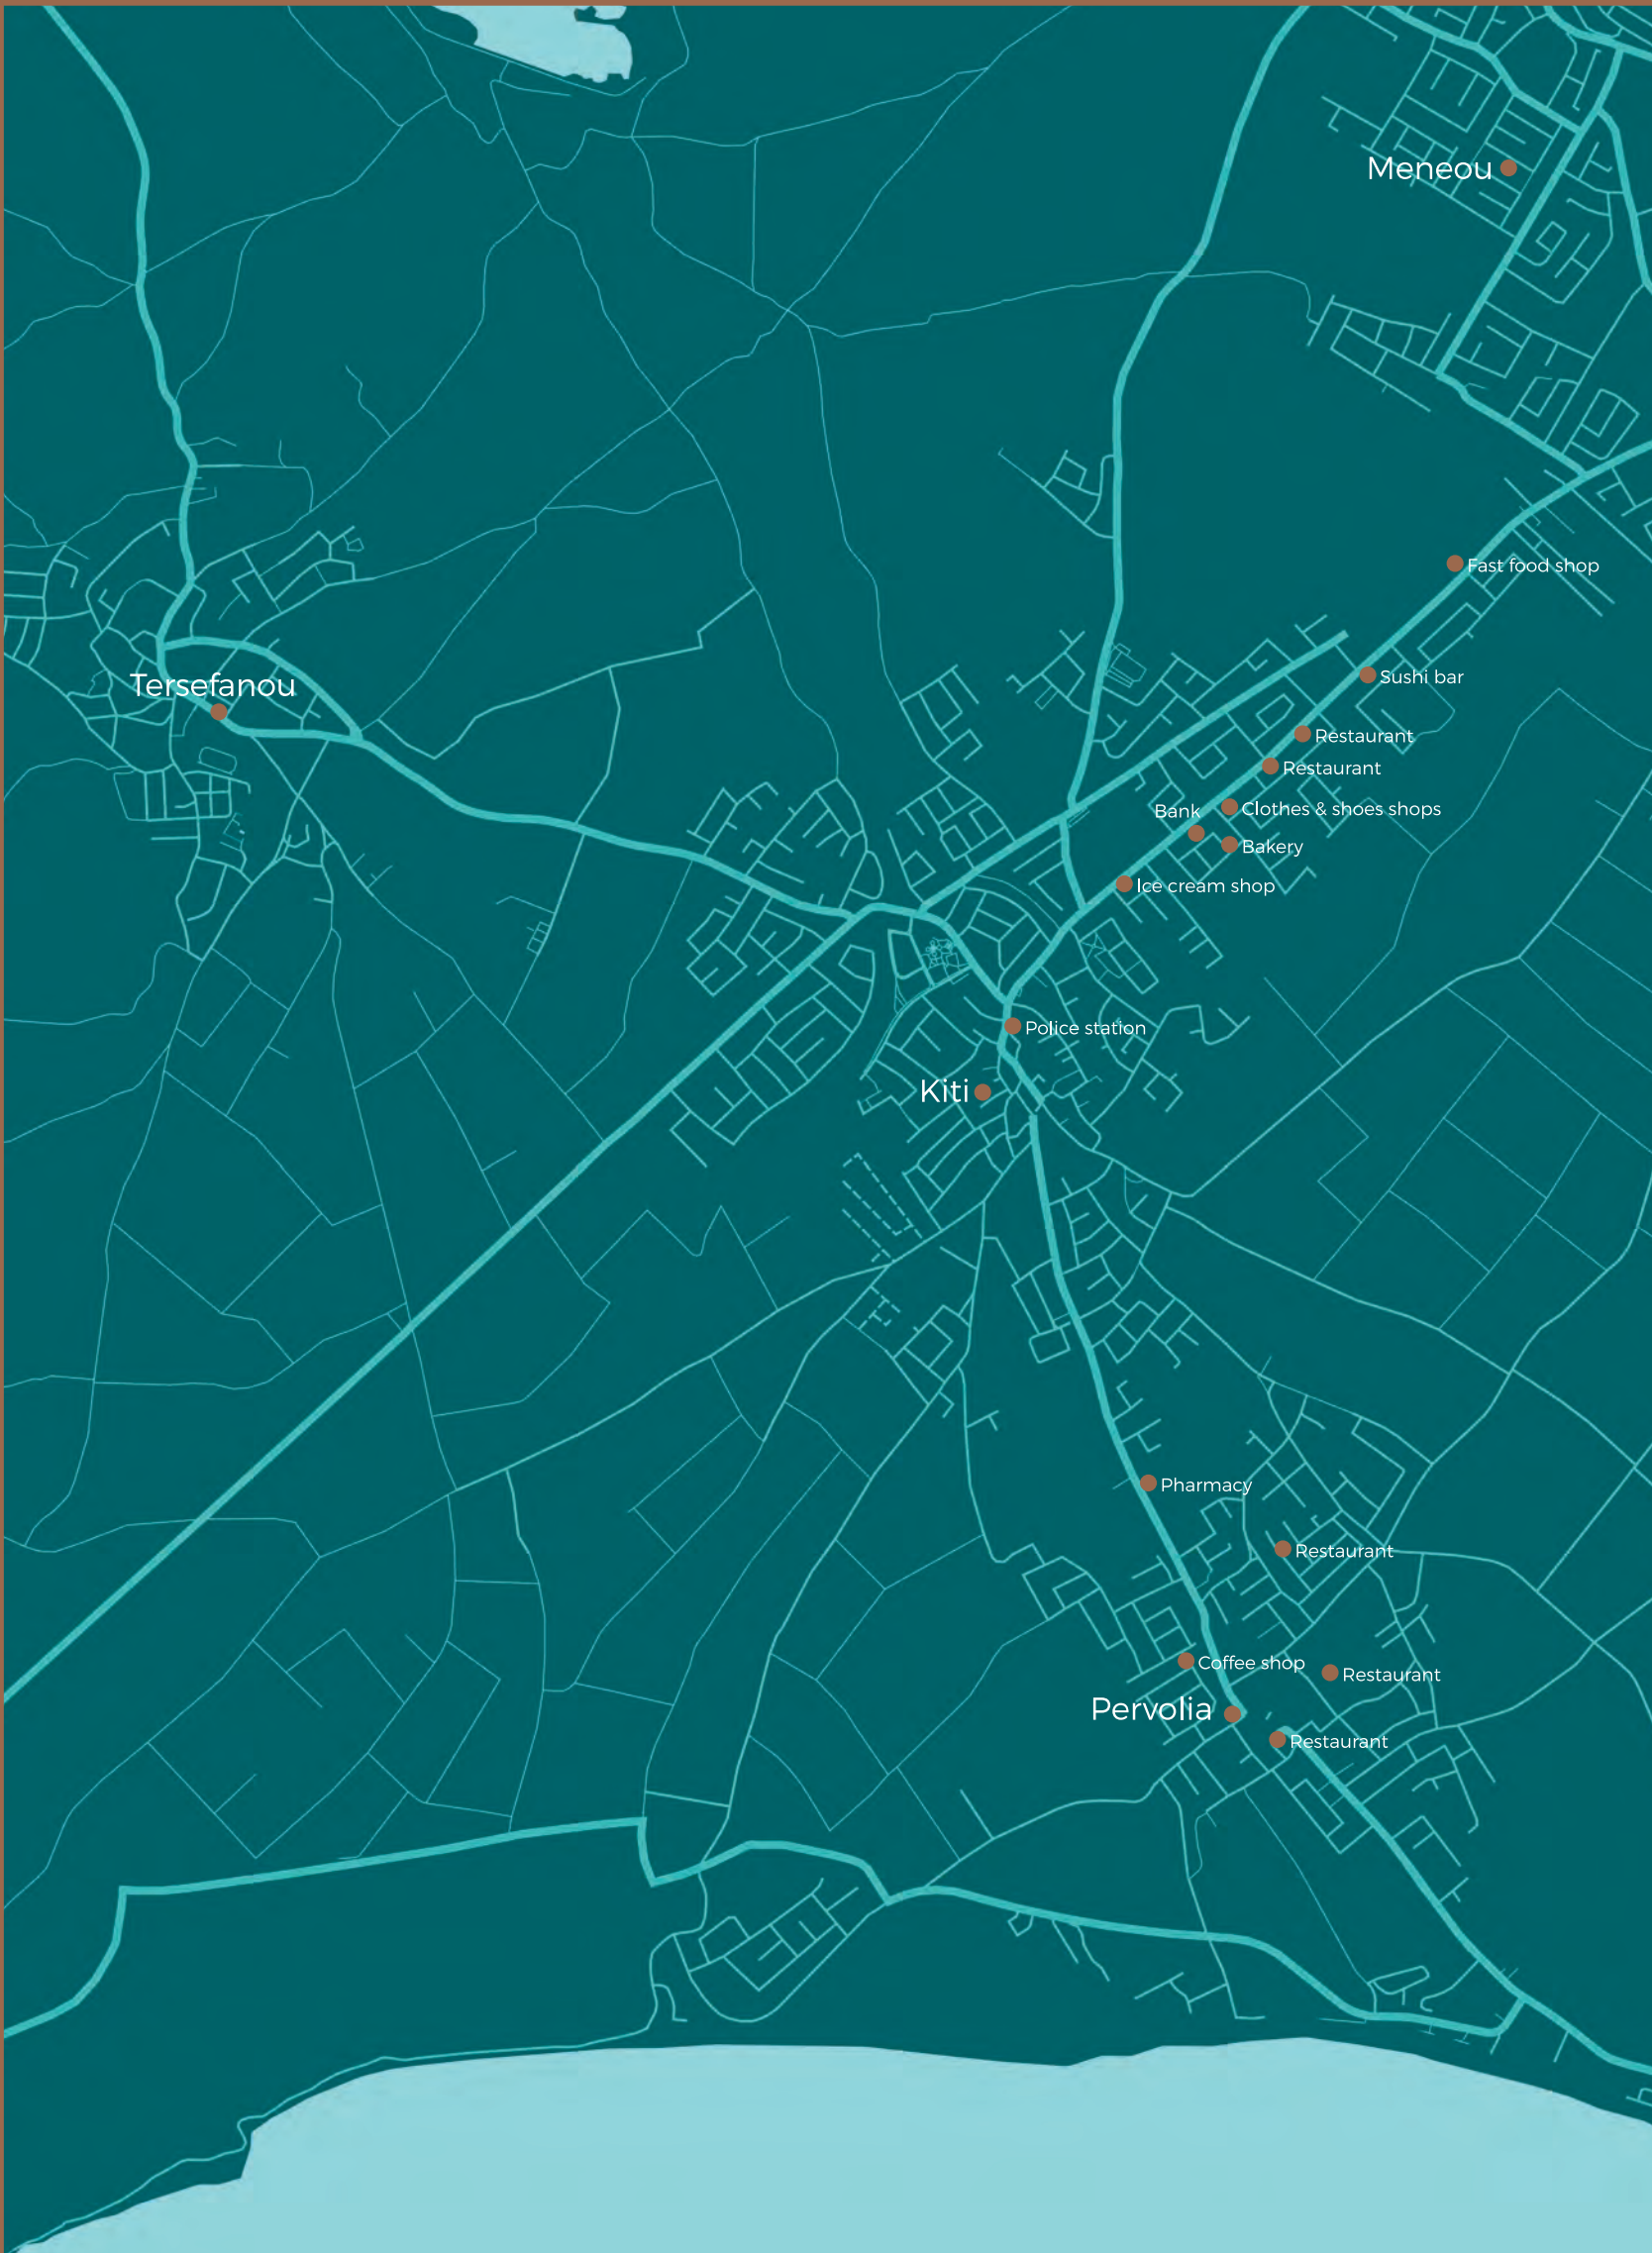 Meneou
Fast food shop
Tersefanou
Sushi bar
Restaurant
Restaurant
Bank
Clothes & shoes shops
Bakery
Ice cream shop
Police station
Kiti
Pharmacy
Restaurant
Coffee shop
Restaurant
Pervolia
Restaurant